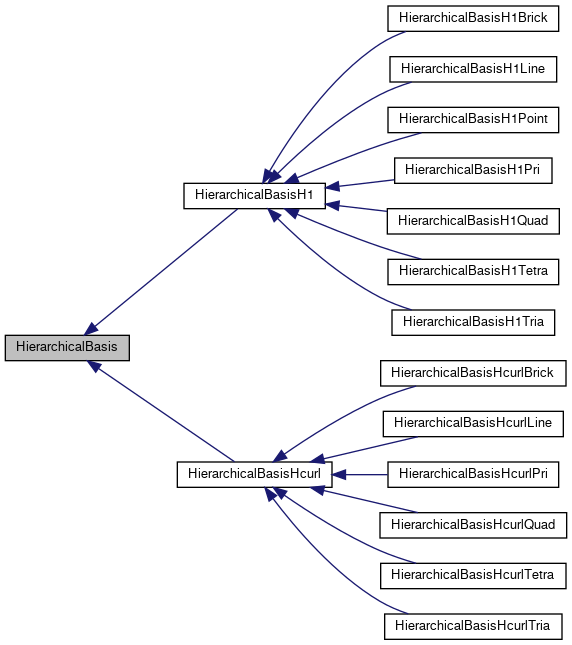 HierarchicalBasisH1Brick
HierarchicalBasisH1Line
HierarchicalBasisH1Point
HierarchicalBasisH1Pri
HierarchicalBasisH1
HierarchicalBasisH1Quad
HierarchicalBasisH1Tetra
HierarchicalBasisH1Tria
HierarchicalBasis
HierarchicalBasisHcurlBrick
HierarchicalBasisHcurlLine
HierarchicalBasisHcurl
HierarchicalBasisHcurlPri
HierarchicalBasisHcurlQuad
HierarchicalBasisHcurlTetra
HierarchicalBasisHcurlTria